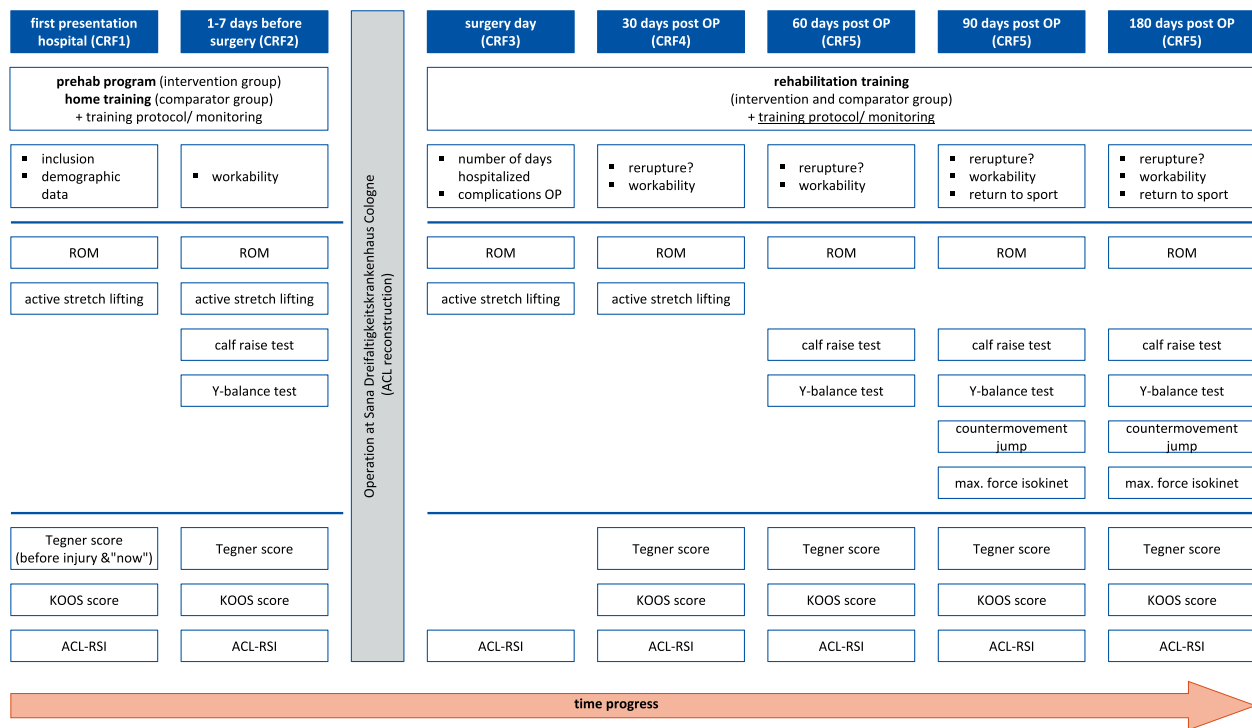 first presentation
hospital (CRF1)
1-7 days before
surgery (CRF2)
surgery day
(CRF3)
30 days post OP
(CRF4)
60 days post OP
(CRF5)
90 days post OP
(CRF5)
180 days post OP
(CRF5)
prehab program (intervention group)
home training (comparator group)
+ training protocol/ monitoring
rehabilitation training
(intervention and comparator group)
+ training protocol/ monitoring
▪ inclusion
▪ demographic
data
▪ workability
▪ number of days
hospitalized
▪ complications OP
▪ rerupture?
▪ workability
▪ rerupture?
▪ workability
▪ rerupture?
▪ workability
▪ return to sport
▪ rerupture?
▪ workability
▪ return to sport
Operation at Sana Dreifaltigkeitskrankenhaus Cologne
(ACL reconstruction)
ROM
ROM
ROM
ROM
ROM
ROM
ROM
active stretch lifting
active stretch lifting
active stretch lifting
active stretch lifting
calf raise test
calf raise test
calf raise test
calf raise test
Y-balance test
Y-balance test
Y-balance test
Y-balance test
countermovement
jump
countermovement
jump
max. force isokinet
max. force isokinet
Tegner score
(before injury &"now")
Tegner score
Tegner score
Tegner score
Tegner score
Tegner score
KOOS score
KOOS score
KOOS score
KOOS score
KOOS score
KOOS score
ACL-RSI
ACL-RSI
ACL-RSI
ACL-RSI
ACL-RSI
ACL-RSI
ACL-RSI
time progress